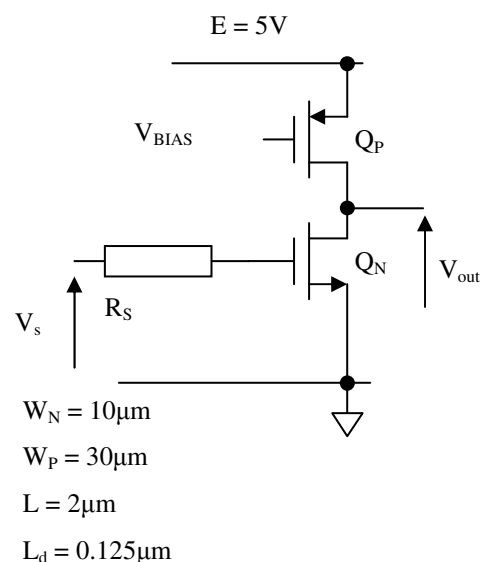 E = 5V
V_BIAS
Q_P
Q_N
V_out
R_S
V_s
W_N = 10μm
W_P = 30μm
L = 2μm
L_d = 0.125μm